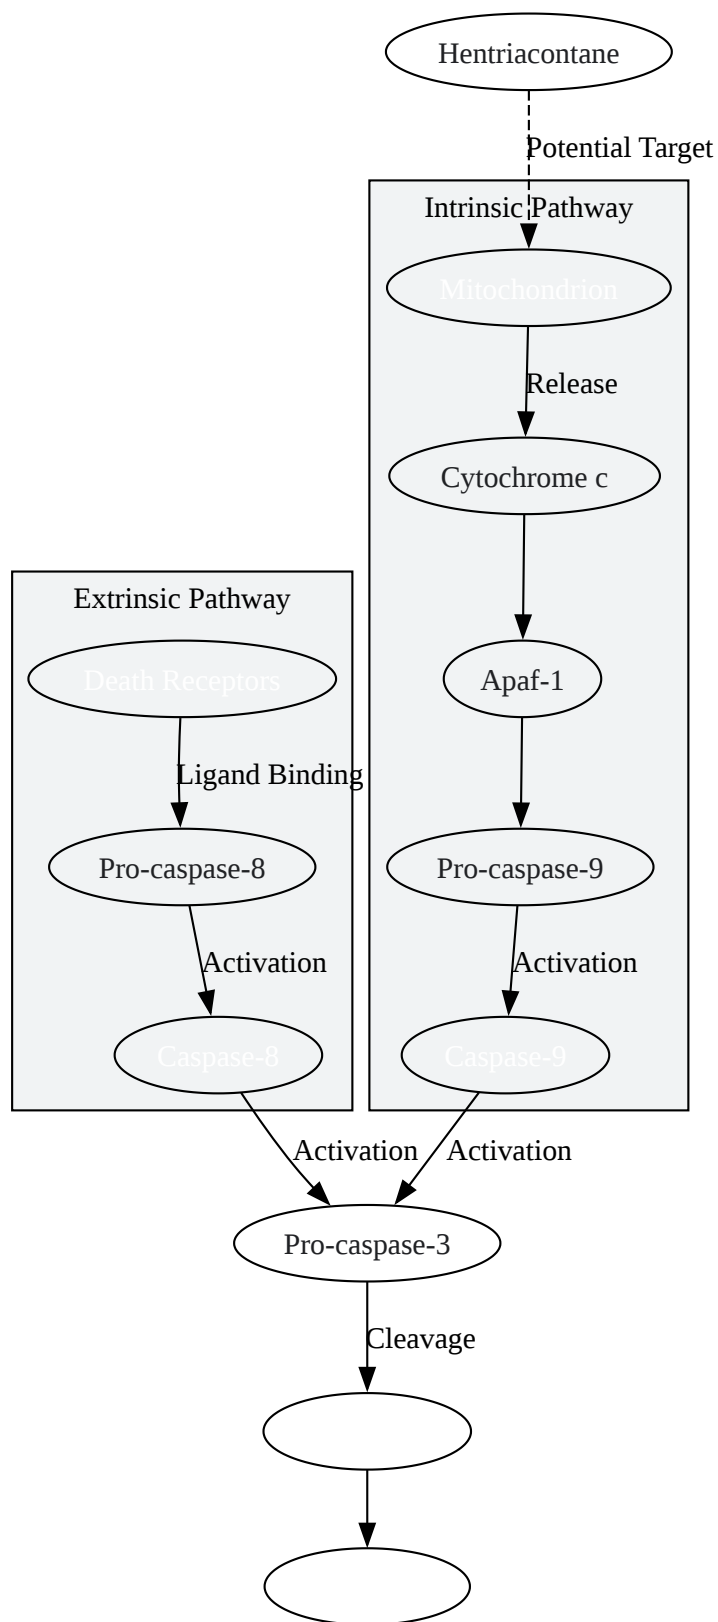 Hentriacontane
Potential Target
Intrinsic Pathway
Mitochondrion
Release
Cytochrome c
Extrinsic Pathway
Death Receptors
Apaf-1
Ligand Binding
Pro-caspase-8
Pro-caspase-9
Activation
Activation
Caspase-8
Caspase-9
Activation
Activation
Pro-caspase-3
Cleavage